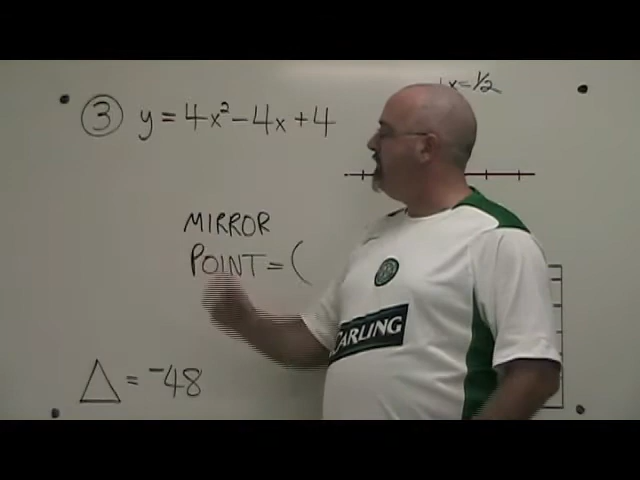 x=1/2
③ y = 4x² - 4x + 4
MIRROR
POINT = (
CARLING
△ = ⁻48